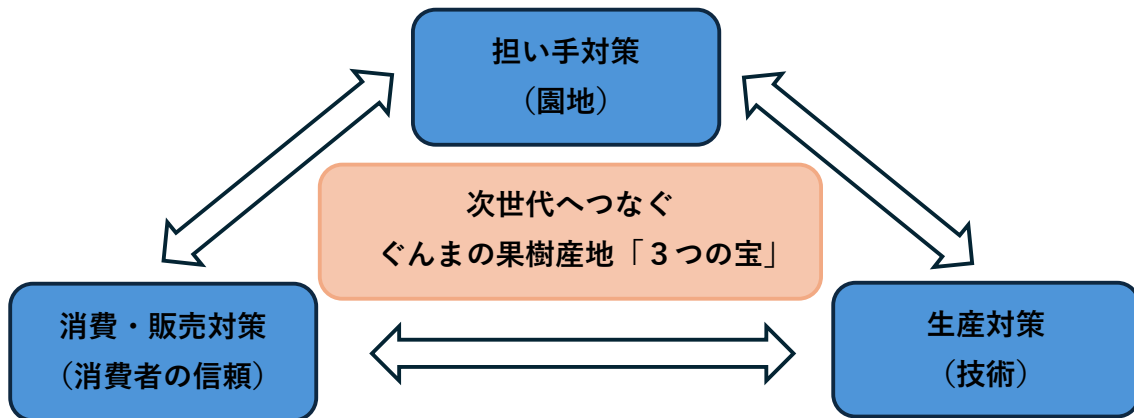 担い手対策
（園地）
次世代へつなぐ
ぐんまの果樹産地「３つの宝」
消費・販売対策
（消費者の信頼）
生産対策
（技術）